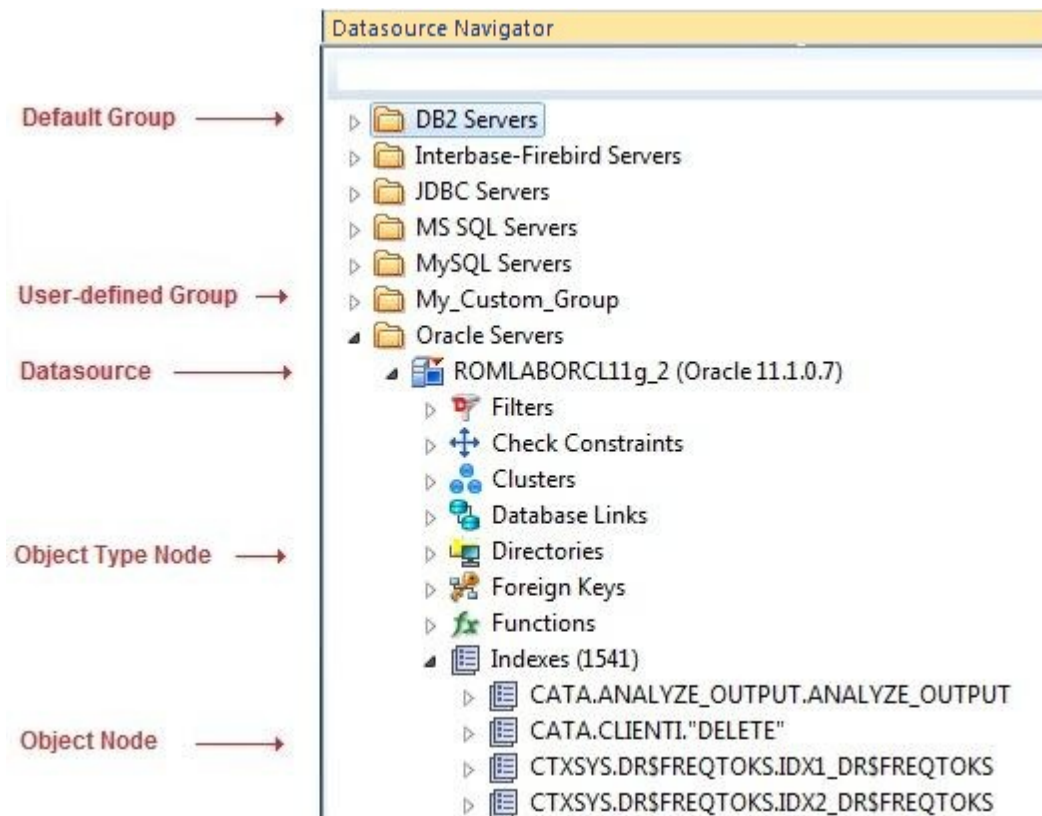 Datasource Navigator
Default Group
DB2 Servers
Interbase-Firebird Servers
JDBC Servers
MS SQL Servers
MySQL Servers
User-defined Group
My_Custom_Group
Oracle Servers
Datasource
ROMLABORCL11g_2 (Oracle 11.1.0.7)
Filters
Check Constraints
Clusters
Database Links
Object Type Node
Directories
Foreign Keys
fx Functions
Indexes (1541)
CATA.ANALYZE_OUTPUT.ANALYZE_OUTPUT
Object Node
CATA.CLIENTI."DELETE"
CTXSYS.DR$FREQTOKS.IDX1_DR$FREQTOKS
CTXSYS.DR$FREQTOKS.IDX2_DR$FREQTOKS